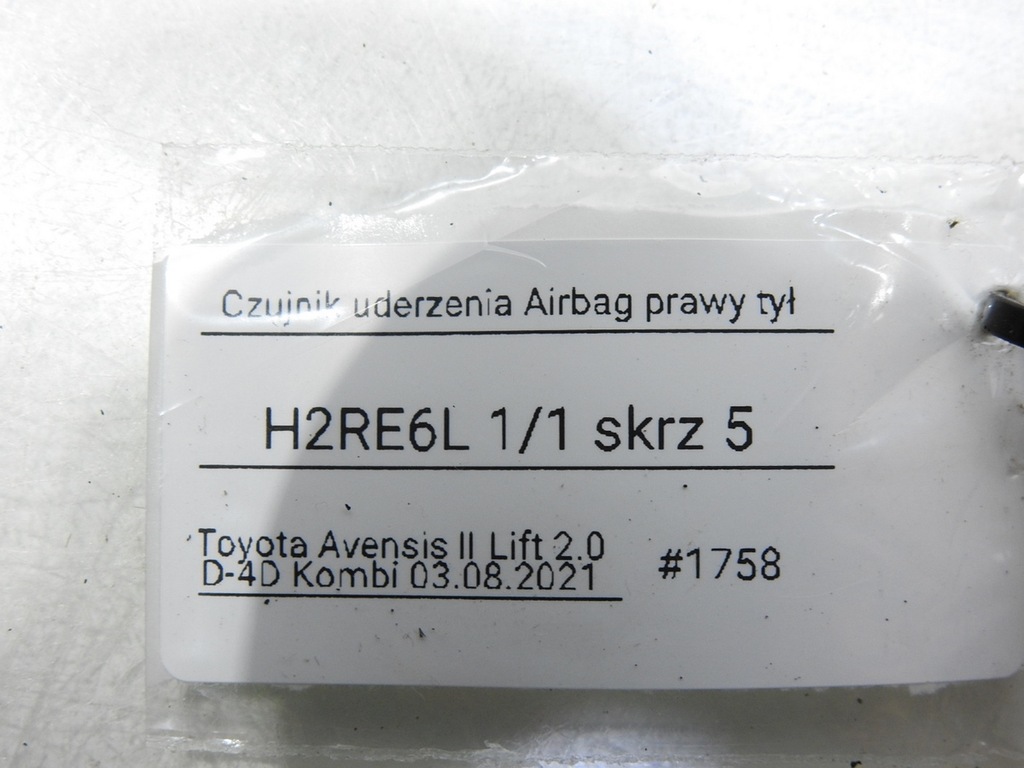 Czujnik uderzenia Airbag prawy tył
H2RE6L 1/1 skrz 5
Toyota Avensis II Lift 2.0
D-4D Kombi 03.08.2021
#1758